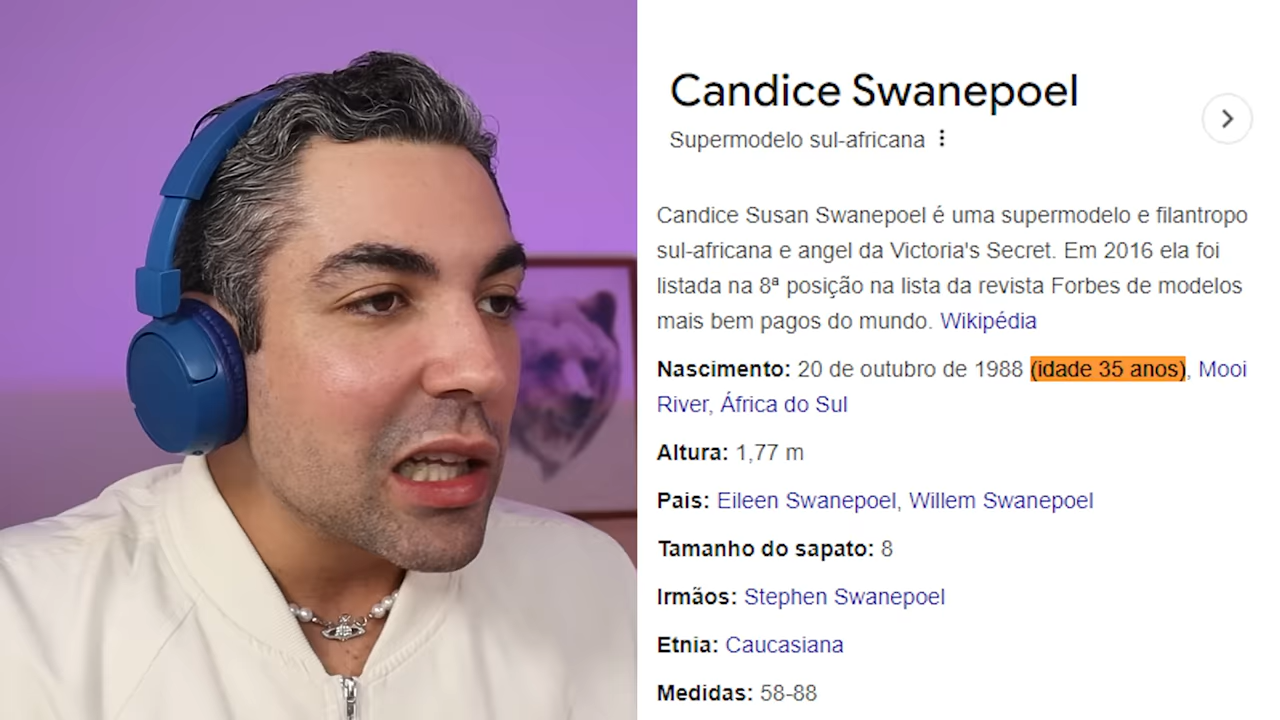 Candice Swanepoel
Supermodelo sul-africana
Candice Susan Swanepoel é uma supermodelo e filantropo
sul-africana e angel da Victoria's Secret. Em 2016 ela foi
listada na 8ª posição na lista da revista Forbes de modelos
mais bem pagos do mundo. Wikipédia
Nascimento: 20 de outubro de 1988 (idade 35 anos), Mooi
River, África do Sul
Altura: 1,77 m
Pais: Eileen Swanepoel, Willem Swanepoel
Tamanho do sapato: 8
Irmãos: Stephen Swanepoel
Etnia: Caucasiana
Medidas: 58-88